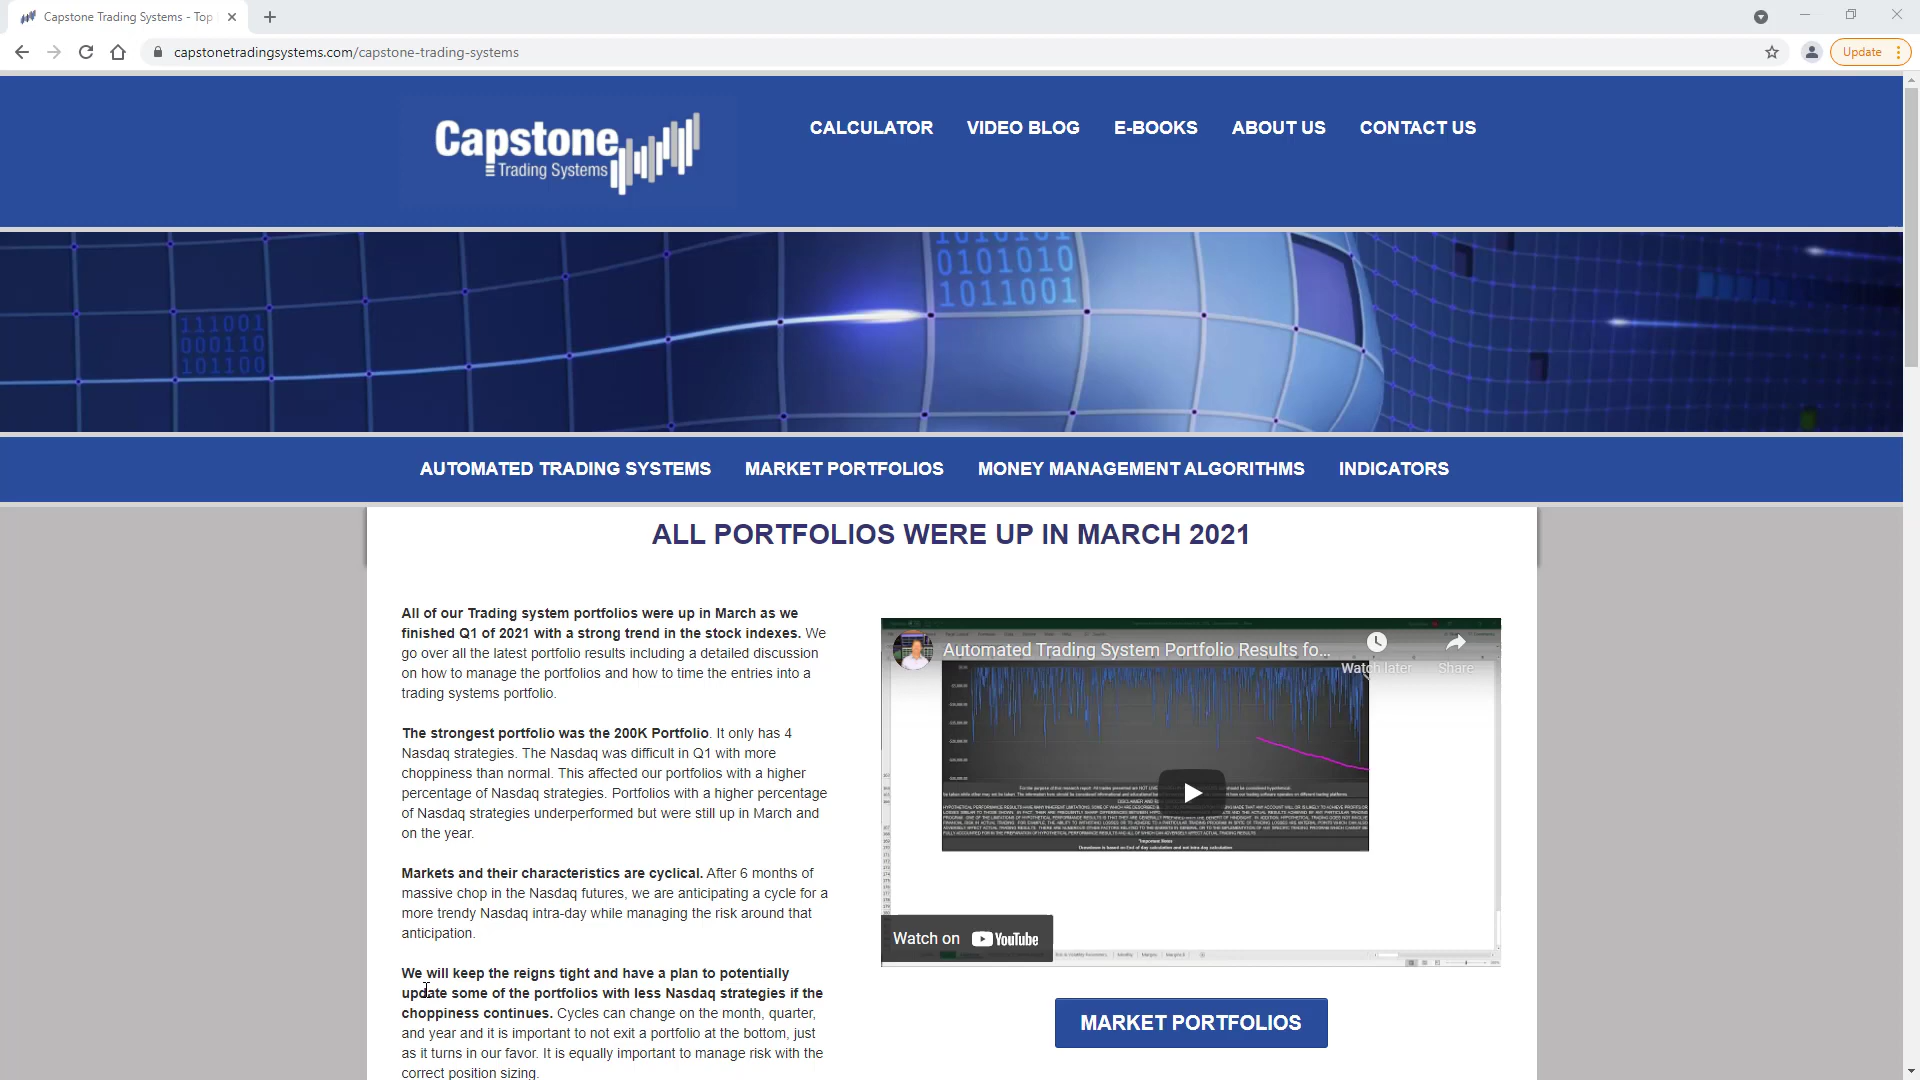 Capstone Trading Systems - Top
capstonetradingsystems.com/capstone-trading-systems
Update
Capstone
Trading Systems
CALCULATOR
VIDEO BLOG
E-BOOKS
ABOUT US
CONTACT US
101101
0101010
1011001
111001
000110
101100
AUTOMATED TRADING SYSTEMS
MARKET PORTFOLIOS
MONEY MANAGEMENT ALGORITHMS
INDICATORS
ALL PORTFOLIOS WERE UP IN MARCH 2021
All of our Trading system portfolios were up in March as we
finished Q1 of 2021 with a strong trend in the stock indexes. We
go over all the latest portfolio results including a detailed discussion
on how to manage the portfolios and how to time the entries into a
trading systems portfolio.
The strongest portfolio was the 200K Portfolio. It only has 4
Nasdaq strategies. The Nasdaq was difficult in Q1 with more
choppiness than normal. This affected our portfolios with a higher
percentage of Nasdaq strategies. Portfolios with a higher percentage
of Nasdaq strategies underperformed but were still up in March and
on the year.
Markets and their characteristics are cyclical. After 6 months of
massive chop in the Nasdaq futures, we are anticipating a cycle for a
more trendy Nasdaq intra-day while managing the risk around that
anticipation.
We will keep the reigns tight and have a plan to potentially
update some of the portfolios with less Nasdaq strategies if the
choppiness continues. Cycles can change on the month, quarter,
and year and it is important to not exit a portfolio at the bottom, just
as it turns in our favor. It is equally important to manage risk with the
correct position sizing.
Automated Trading System Portfolio Results fo...
Watch later
Share
Watch on YouTube
MARKET PORTFOLIOS